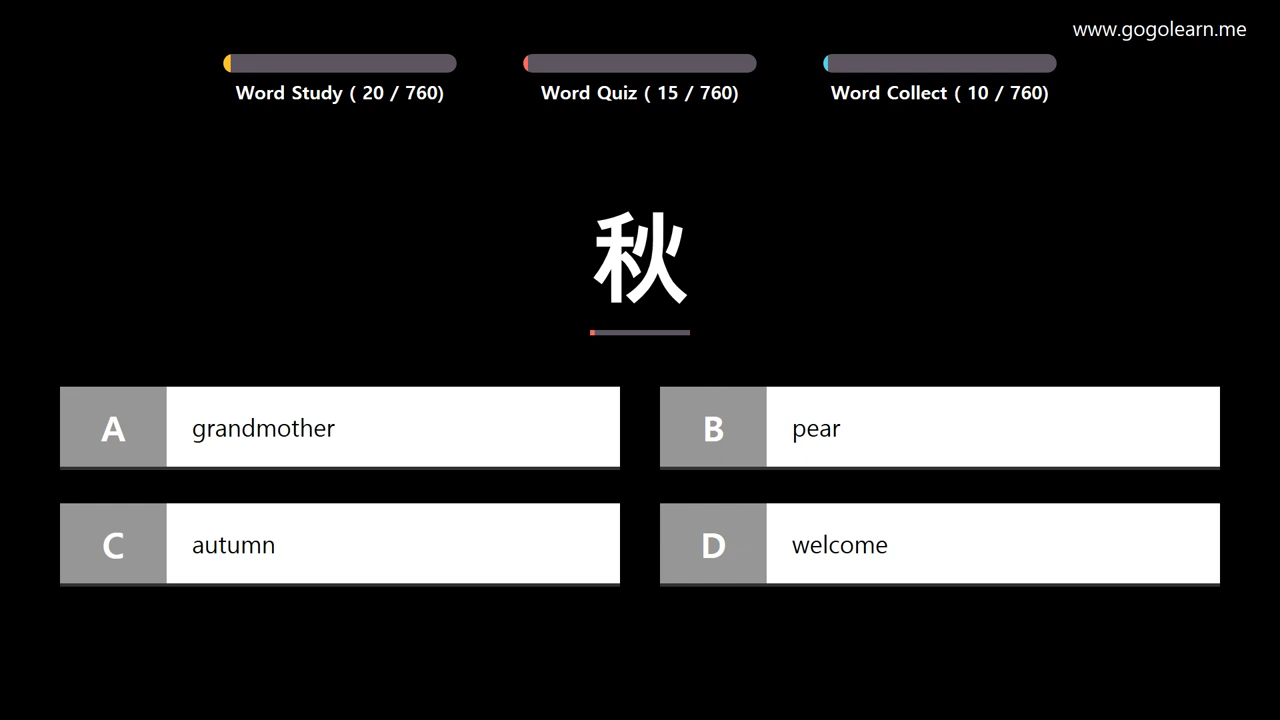 www.gogolearn.me
Word Study ( 20 / 760)
Word Quiz ( 15 / 760)
Word Collect ( 10 / 760)
秋
A grandmother
B pear
C autumn
D welcome